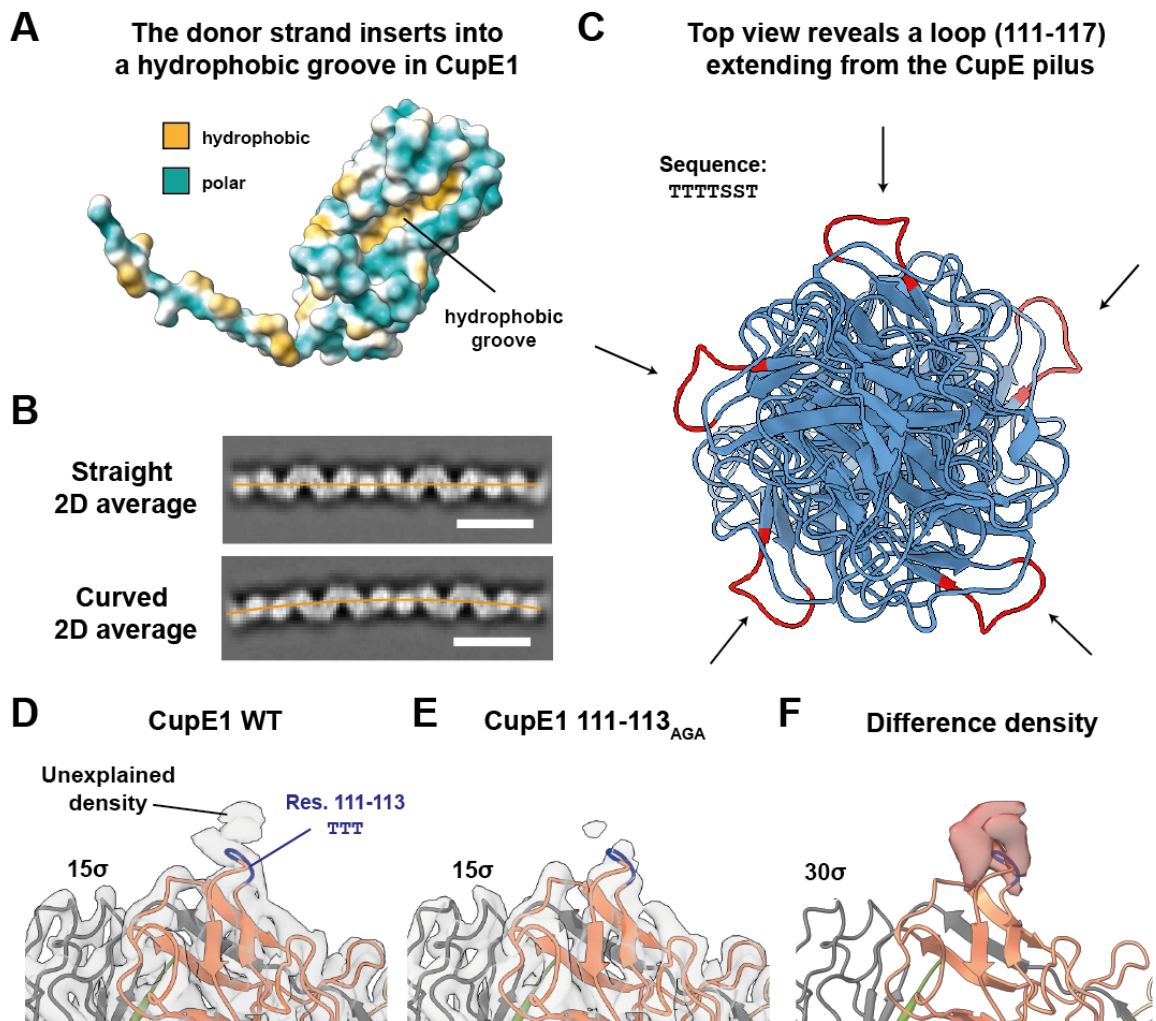 A
The donor strand inserts into
a hydrophobic groove in CupE1
hydrophobic
polar
hydrophobic
groove
B
Straight
2D average
Curved
2D average
C
Top view reveals a loop (111-117)
extending from the CupE pilus
Sequence:
TTTTSST
D
CupE1 WT
Unexplained
density
Res. 111-113
TTT
15σ
E
CupE1 111-113AGA
15σ
F
Difference density
30σ